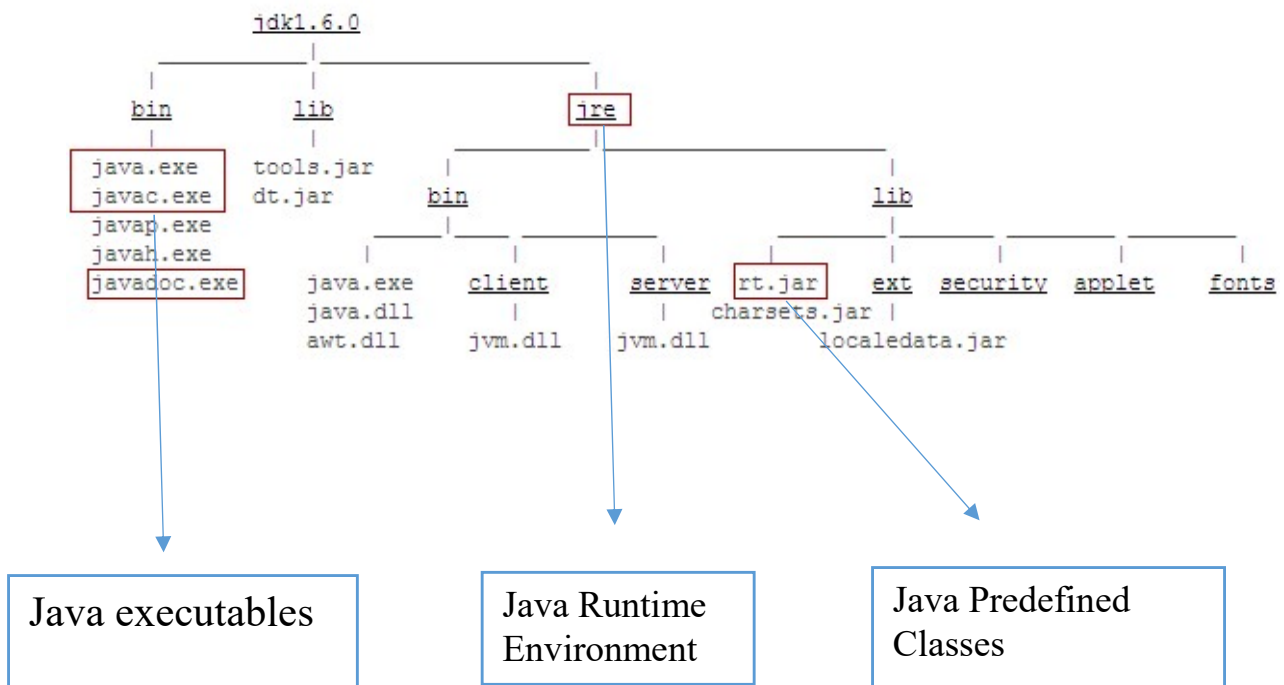 jdk1.6.0
bin lib jre
java.exe tools.jar
javac.exe dt.jar bin lib
javap.exe
javah.exe
javadoc.exe java.exe client server rt.jar ext security applet fonts
java.dll charsets.jar
awt.dll jvm.dll jvm.dll localedata.jar
Java executables
Java Runtime
Environment
Java Predefined
Classes